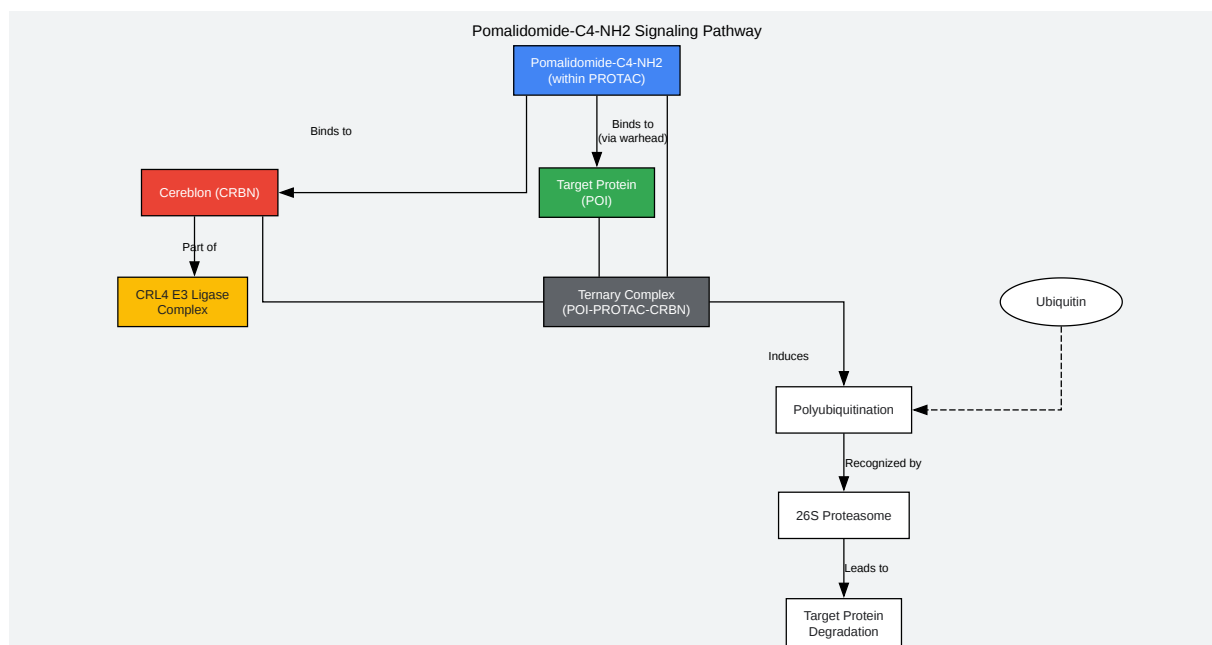 Pomalidomide-C4-NH2 Signaling Pathway
Pomalidomide-C4-NH2
(within PROTAC)
Binds to
Binds to
(via warhead)
Cereblon (CRBN)
Target Protein
(POI)
Part of
CRL4 E3 Ligase
Complex
Ternary Complex
(POI-PROTAC-CRBN)
Ubiquitin
Induces
Polyubiquitination
Recognized by
26S Proteasome
Leads to
Target Protein
Degradation